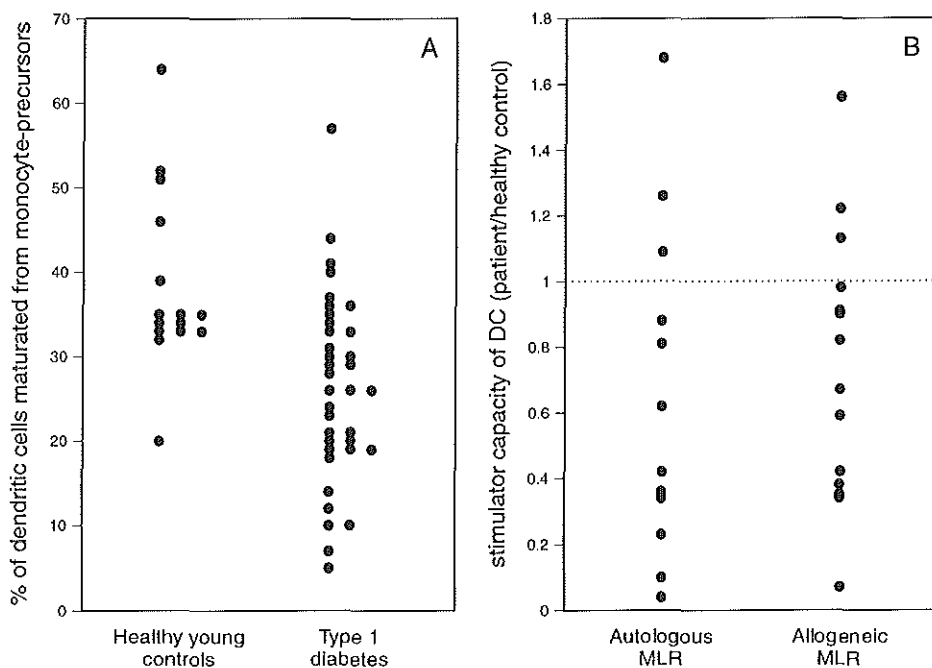 % of dendritic cells maturated from monocyte-precursors
70
60
50
40
30
20
10
0
A
Healthy young
controls
Type 1
diabetes
stimulator capacity of DC (patient/healthy control)
1.8
1.6
1.4
1.2
1
0.8
0.6
0.4
0.2
0
B
Autologous
MLR
Allogeneic
MLR